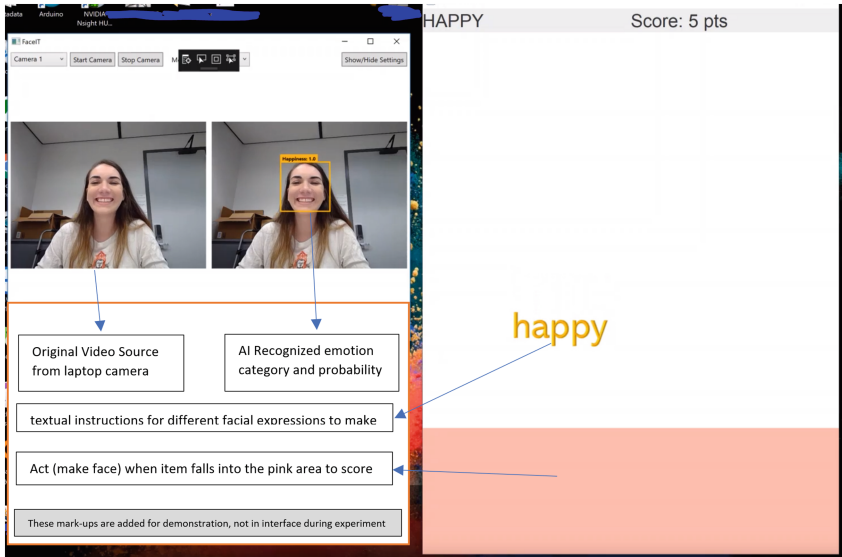 Arduino
NVIDIA
Nsight HU...
FaceIT
Camera 1
Start Camera
Stop Camera
Show/Hide Settings
Happiness: 1.0
Original Video Source
from laptop camera
AI Recognized emotion
category and probability
textual instructions for different facial expressions to make
Act (make face) when item falls into the pink area to score
These mark-ups are added for demonstration, not in interface during experiment
HAPPY
Score: 5 pts
happy